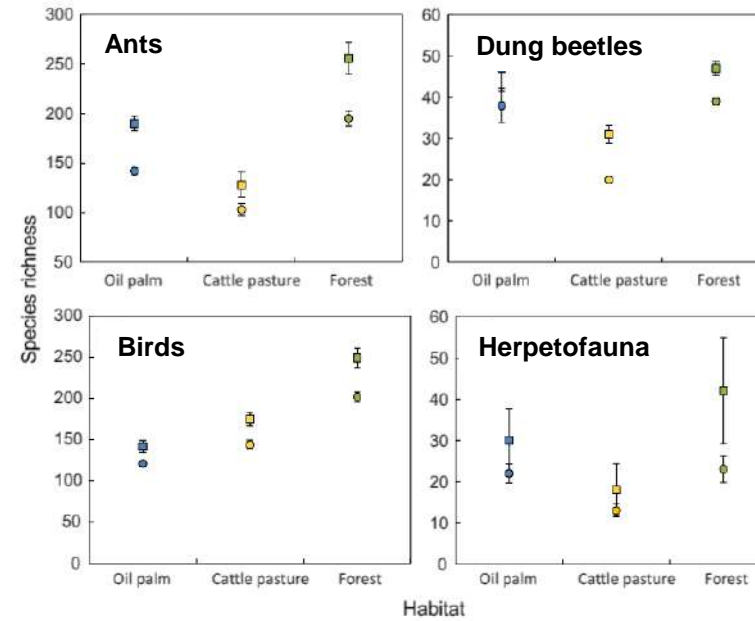 Species richness
300
250
200
150
100
50
Ants
Oil palm
Cattle pasture
Forest
60
50
40
30
20
10
0
Dung beetles
Oil palm
Cattle pasture
Forest
300
250
200
150
100
50
0
Birds
Oil palm
Cattle pasture
Forest
60
50
40
30
20
10
0
Herpetofauna
Oil palm
Cattle pasture
Forest
Habitat